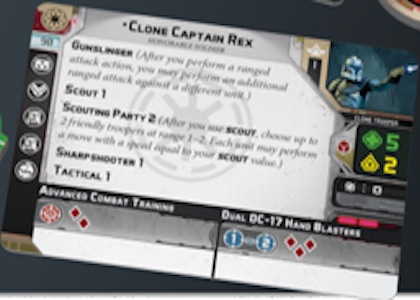 •Clone Captain Rex
Honorable Soldier
90
1
Gunslinger (After you perform a ranged
attack action, you may perform an additional
ranged attack against a different unit.)
Scout 1
Scouting Party 2 (After you use scout, choose up to
2 friendly troopers at range 1-2. Each unit may perform
a move with a speed equal to your scout value.)
Sharpshooter 1
Tactical 1
Clone Trooper
5
2
Advanced Combat Training
Dual DC-17 Hand Blasters
1 2